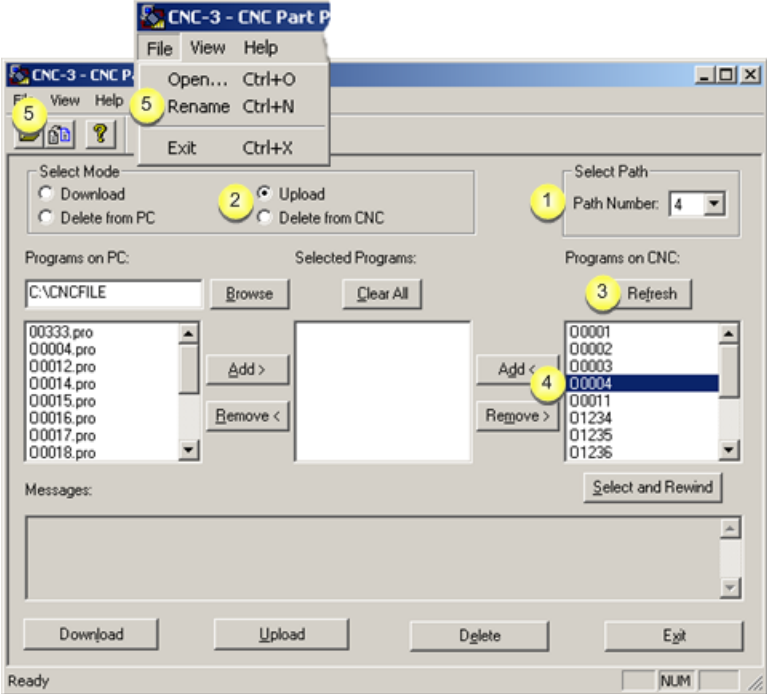 CNC-3 - CNC Part P
File View Help
Open... Ctrl+O
Rename Ctrl+N
Exit Ctrl+X
CNC-3 - CNC P
View Help
5
5
Select Mode
Download
Upload
Delete from PC
Delete from CNC
2
Select Path
1
Path Number: 4
Programs on PC:
Selected Programs:
Programs on CNC:
C:\CNCFILE
Browse
Clear All
3
Refresh
O0333.pro
O0004.pro
O0012.pro
O0014.pro
O0015.pro
O0016.pro
O0017.pro
O0018.pro
Add >
Remove <
Add <
Remove >
4
O0001
O0002
O0003
O0004
O0011
O1234
O1235
O1236
Select and Rewind
Messages:
Download
Upload
Delete
Exit
Ready
NUM